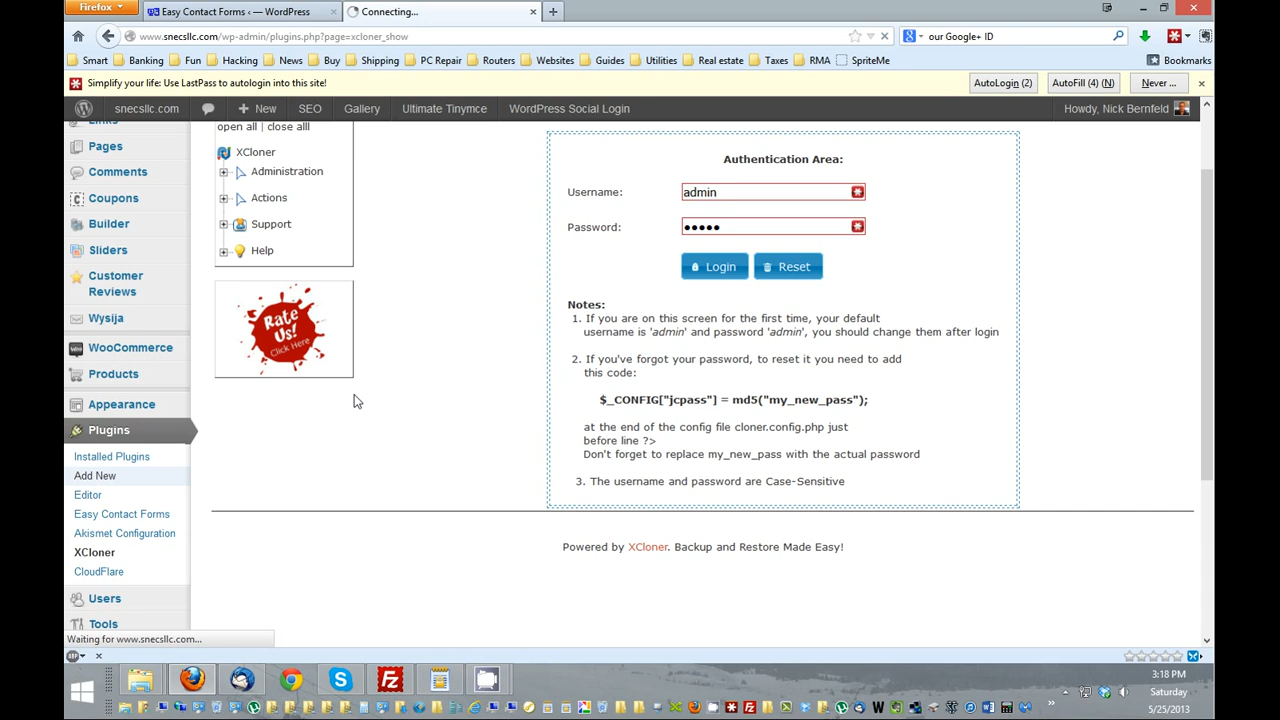 Firefox
Easy Contact Forms ‹ — WordPress
Connecting...
www.snecsllc.com/wp-admin/plugins.php?page=xcloner_show
our Google+ ID
Smart Banking Fun Hacking News Buy Shipping PC Repair Routers Websites Guides Utilities Real estate Taxes RMA SpriteMe Bookmarks
Simplify your life: Use LastPass to autologin into this site!
AutoLogin (2) AutoFill (4) (N) Never ...
snecsllc.com New SEO Gallery Ultimate Tinymce WordPress Social Login Howdy, Nick Bernfeld
Links
Pages
Comments
Coupons
Builder
Sliders
Customer
Reviews
Wysija
WooCommerce
Products
Appearance
Plugins
Installed Plugins
Add New
Editor
Easy Contact Forms
Akismet Configuration
XCloner
CloudFlare
Users
Tools
open all | close alll
XCloner
Administration
Actions
Support
Help
Rate
Us!
Click Here
Authentication Area:
Username: admin
Password: •••••
Login Reset
Notes:
1. If you are on this screen for the first time, your default
username is 'admin' and password 'admin', you should change them after login
2. If you've forgot your password, to reset it you need to add
this code:
$_CONFIG["jcpass"] = md5("my_new_pass");
at the end of the config file cloner.config.php just
before line ?>
Don't forget to replace my_new_pass with the actual password
3. The username and password are Case-Sensitive
Powered by XCloner. Backup and Restore Made Easy!
Waiting for www.snecsllc.com...
3:18 PM
Saturday
5/25/2013